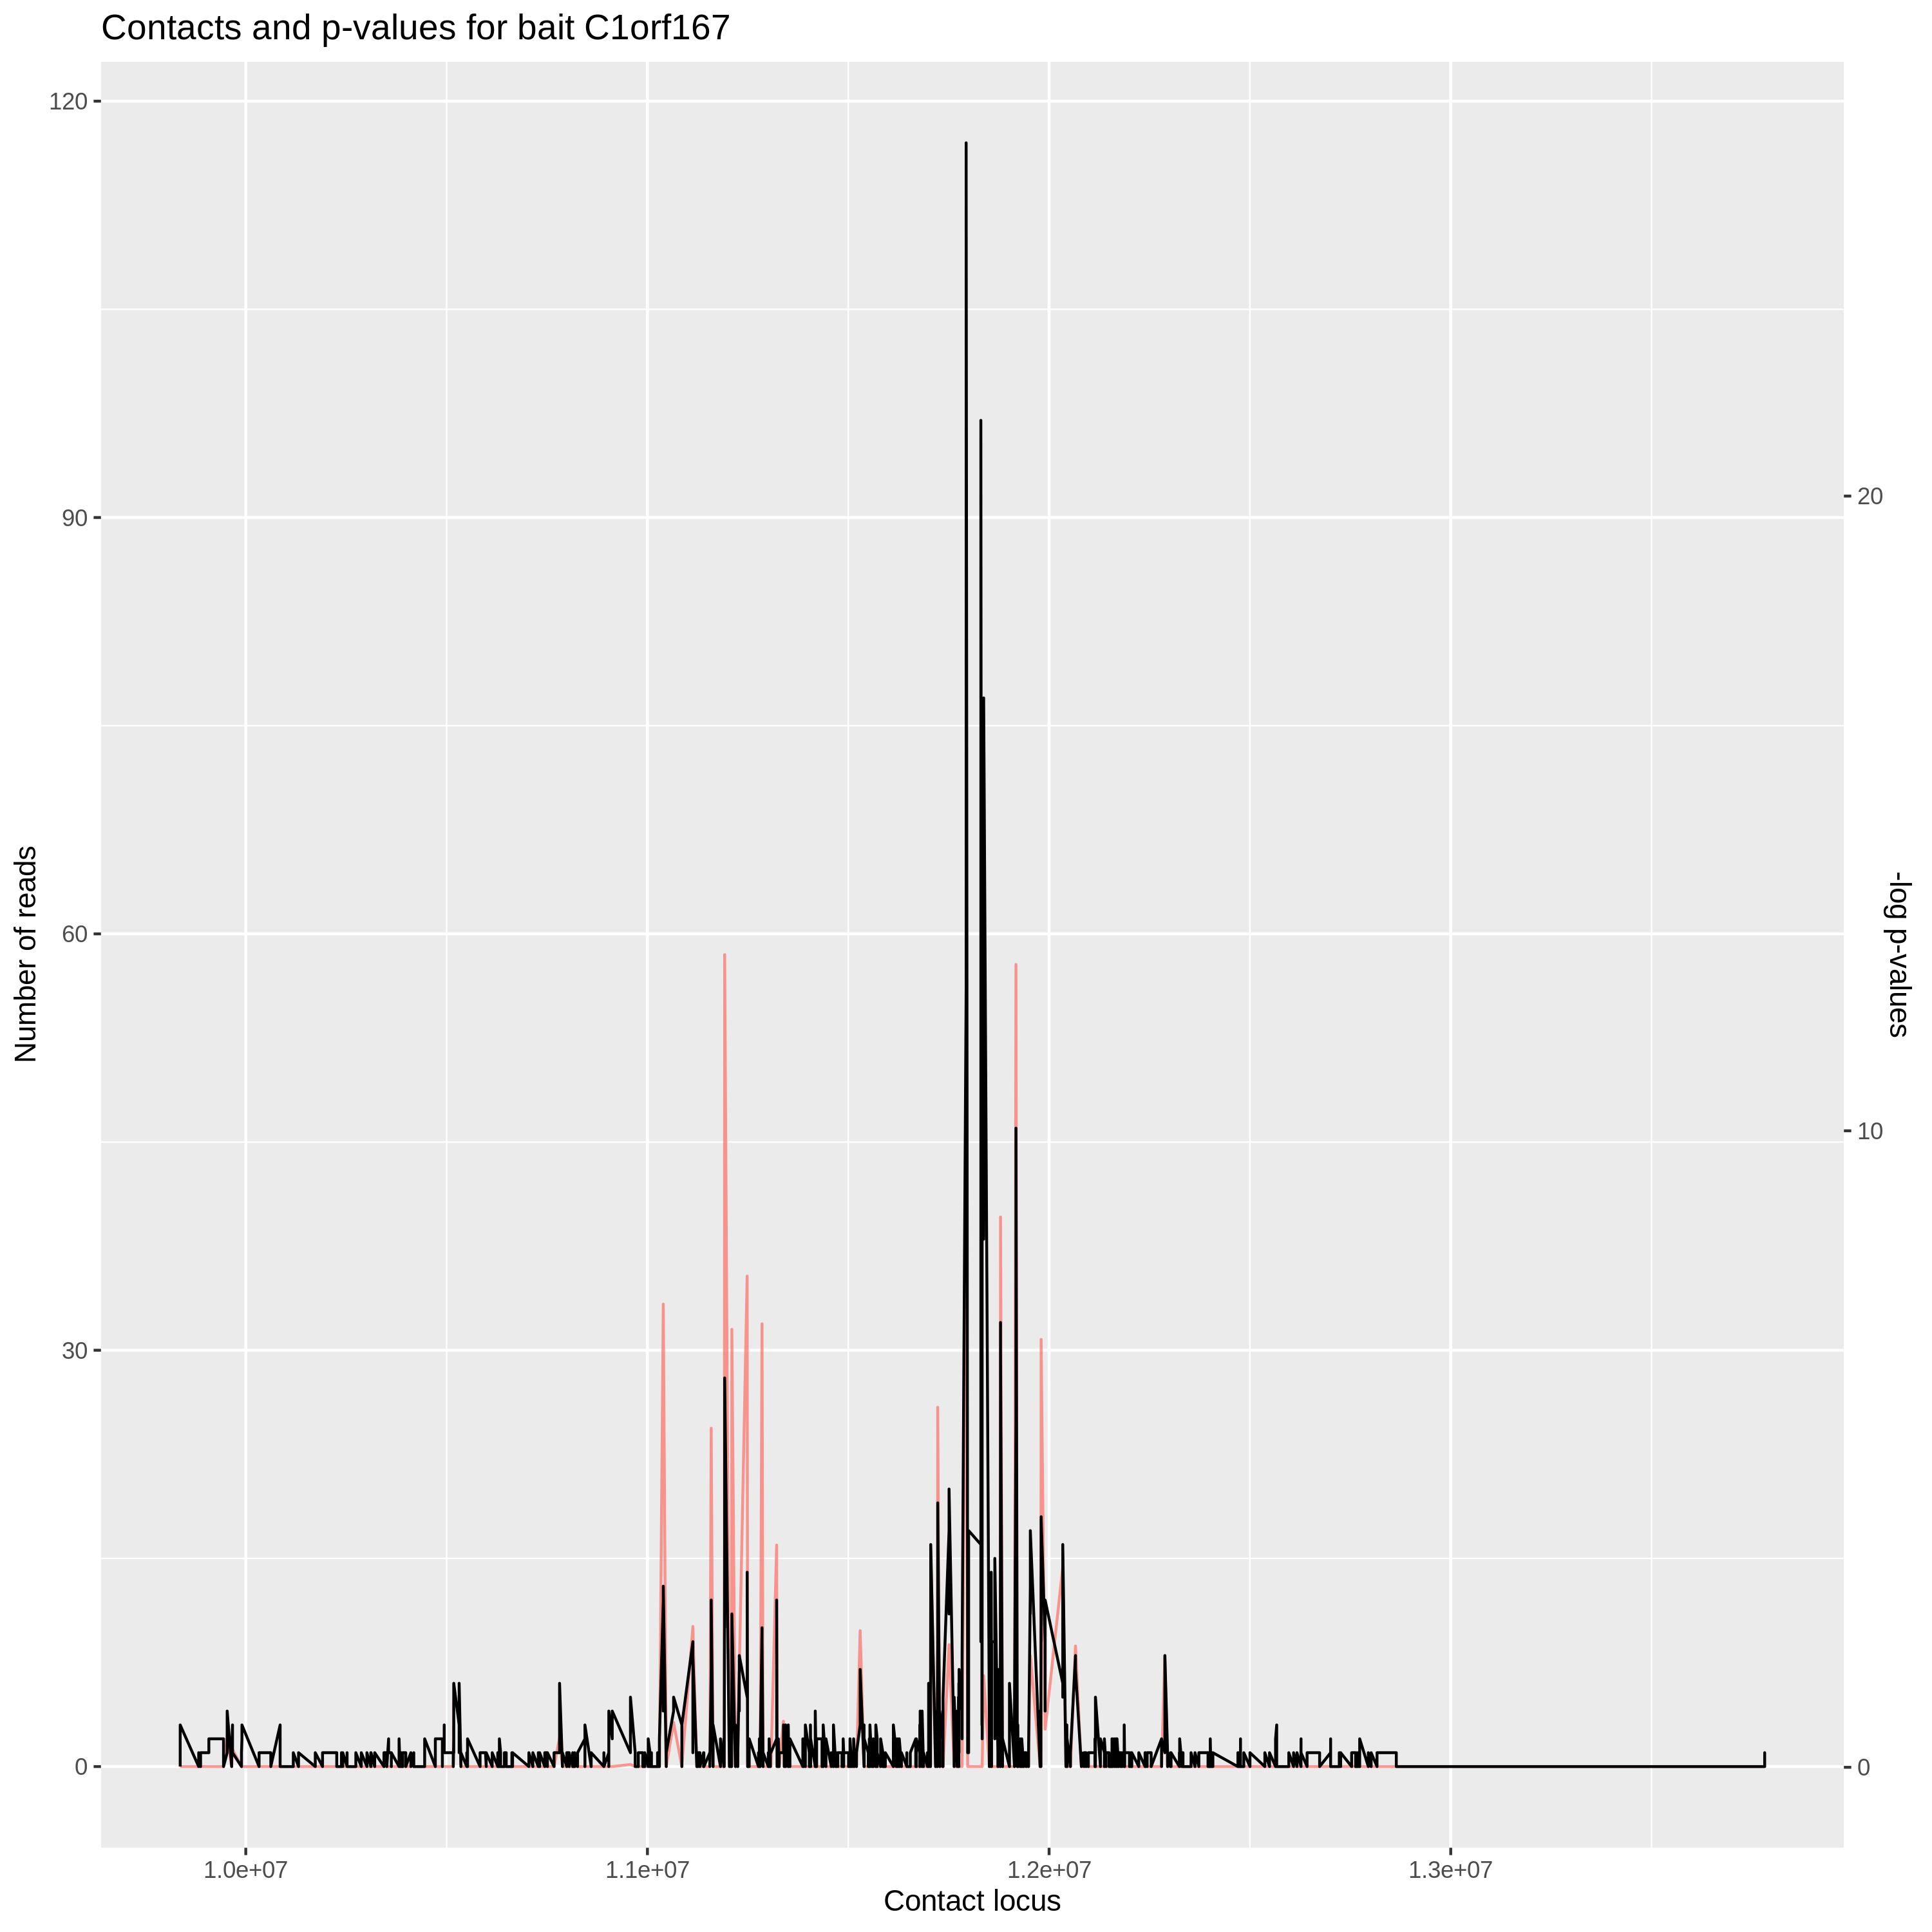 Contacts and p-values for bait C1orf167
120
90
60
30
0
Number of reads
20
10
0
-log p-values
1.0e+07
1.1e+07
1.2e+07
1.3e+07
Contact locus